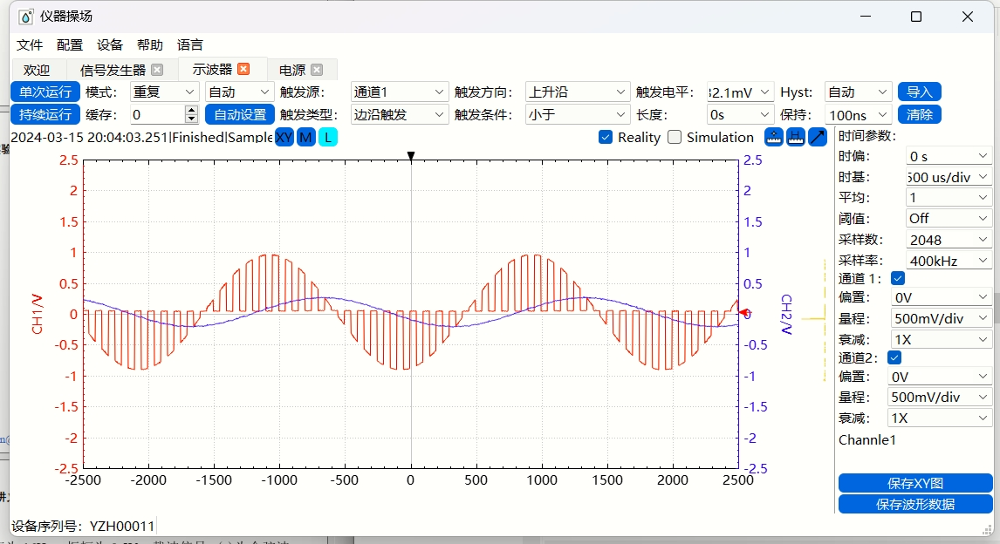 仪器操场
文件 配置 设备 帮助 语言
欢迎 信号发生器 示波器 电源
单次运行 模式: 重复 自动 触发源: 通道1 触发方向: 上升沿 触发电平: 32.1mV Hyst: 自动 导入
持续运行 缓存: 0 自动设置 触发类型: 边沿触发 触发条件: 小于 长度: 0s 保持: 100ns 清除
2024-03-15 20:04:03.251|Finished|Sample XY M L Reality Simulation
时间参数:
时偏: 0 s
时基: 500 us/div
平均: 1
阈值: Off
采样数: 2048
采样率: 400kHz
通道 1:
偏置: 0V
量程: 500mV/div
衰减: 1X
通道2:
偏置: 0V
量程: 500mV/div
衰减: 1X
Channle1
保存XY图
保存波形数据
CH1/V
2.5
2
1.5
1
0.5
0
-0.5
-1
-1.5
-2
-2.5
-2500 -2000 -1500 -1000 -500 0 500 1000 1500 2000 2500
2.5
2
1.5
1
0.5
0
-0.5
-1
-1.5
-2
-2.5
CH2/V
设备序列号: YZH00011